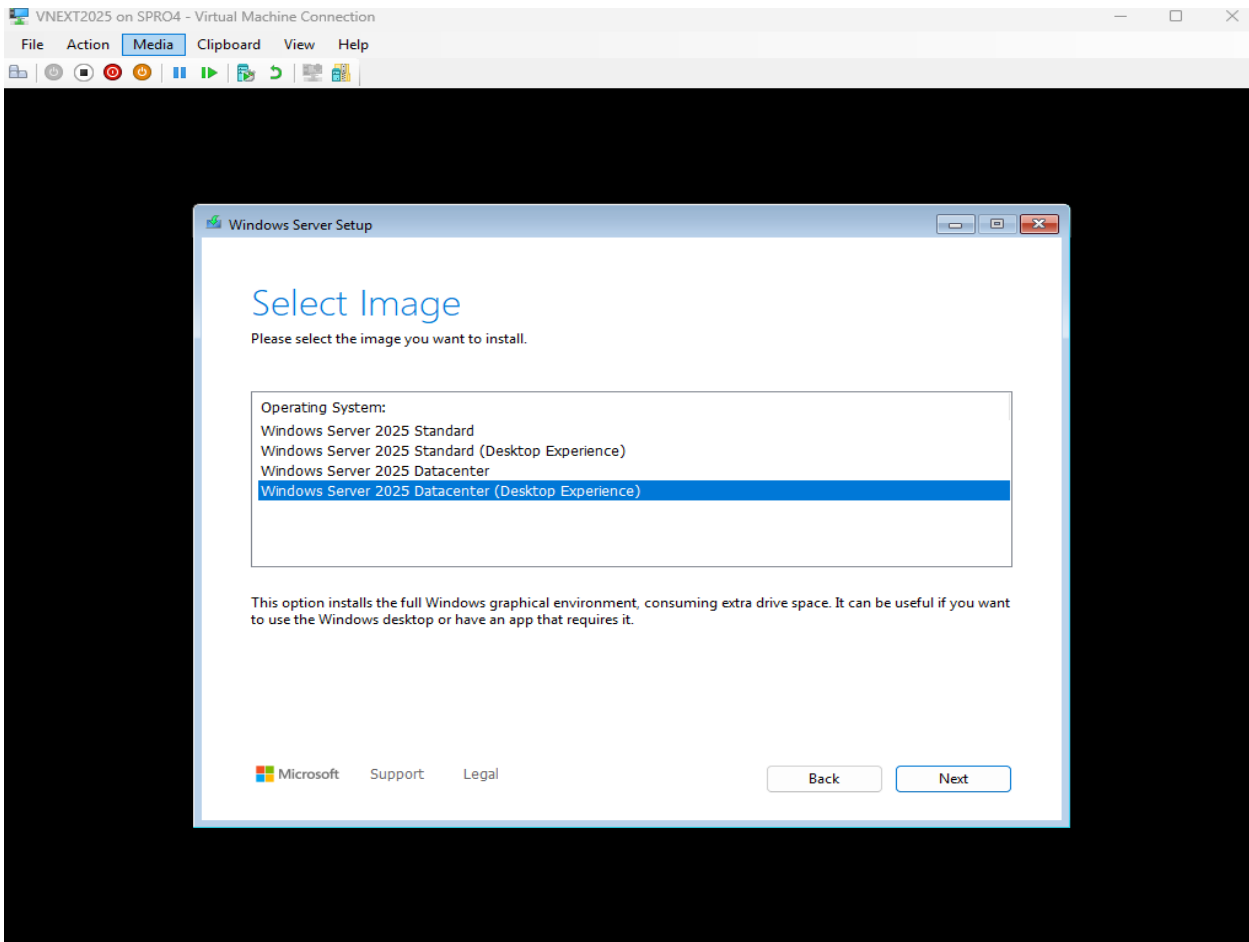 VNEXT2025 on SPRO4 - Virtual Machine Connection
File Action Media Clipboard View Help
Windows Server Setup
Select Image
Please select the image you want to install.
Operating System:
Windows Server 2025 Standard
Windows Server 2025 Standard (Desktop Experience)
Windows Server 2025 Datacenter
Windows Server 2025 Datacenter (Desktop Experience)
This option installs the full Windows graphical environment, consuming extra drive space. It can be useful if you want
to use the Windows desktop or have an app that requires it.
Microsoft Support Legal Back Next